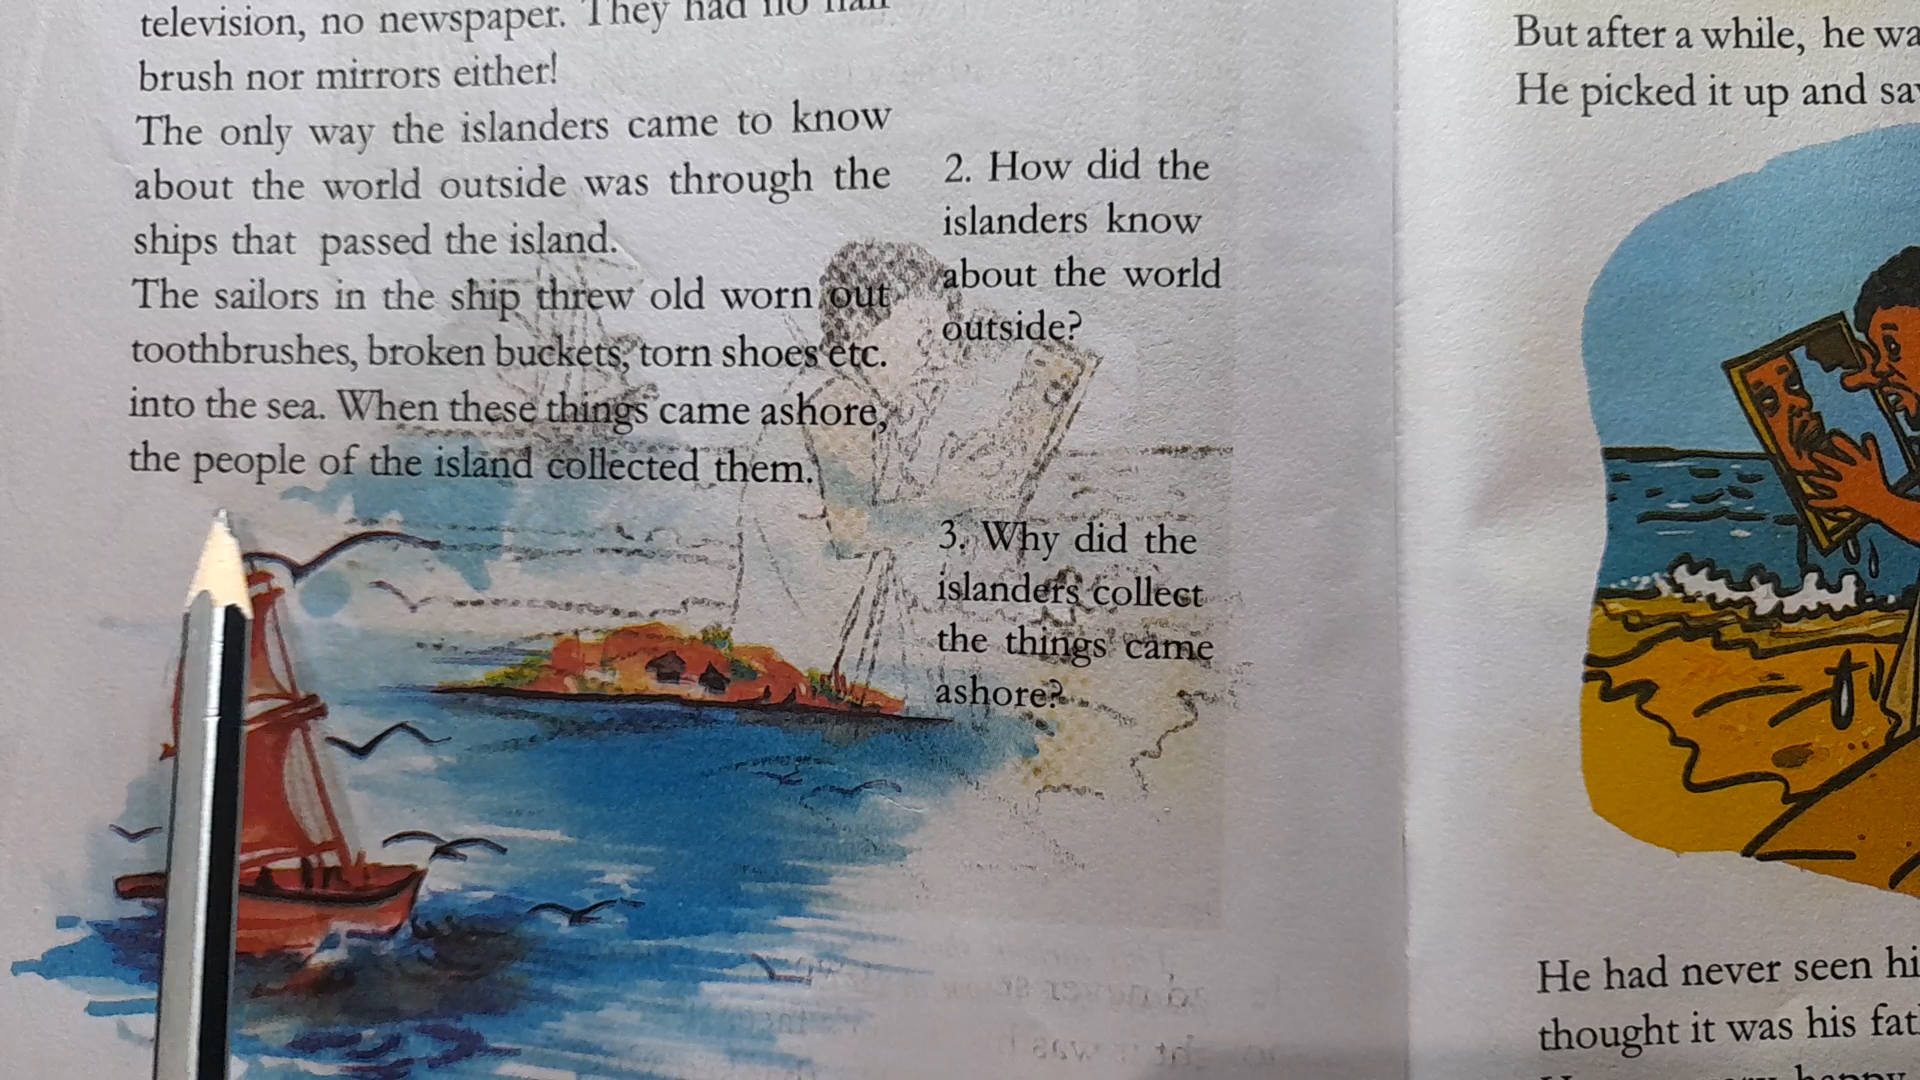 television, no newspaper. They had no hair
brush nor mirrors either!
The only way the islanders came to know
about the world outside was through the
ships that passed the island.
The sailors in the ship threw old worn out
toothbrushes, broken buckets, torn shoes etc.
into the sea. When these things came ashore,
the people of the island collected them.
2. How did the
islanders know
about the world
outside?
3. Why did the
islanders collect
the things came
ashore?
But after a while, he
He picked it up and
He had never seen
thought it was his
happy